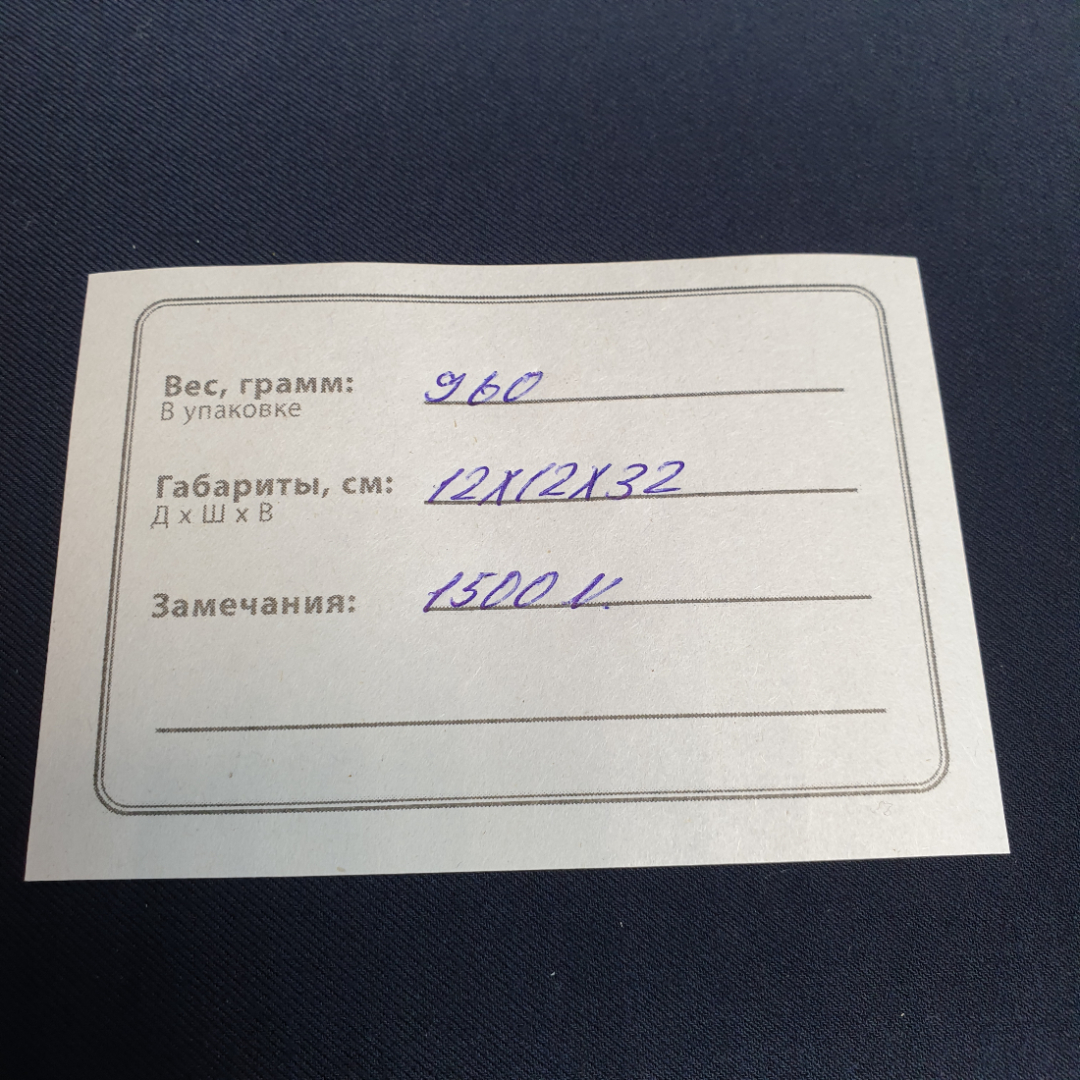 Вес, грамм: 960
В упаковке
Габариты, см: 12X12X32
Д х Ш х В
Замечания: 1500